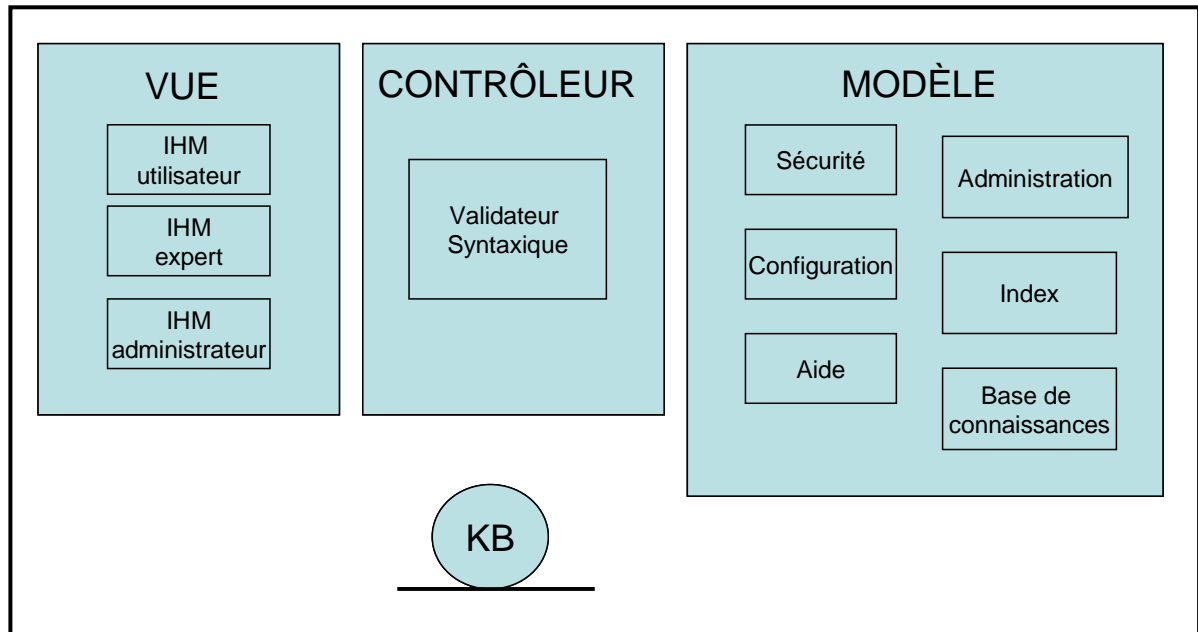 VUE
IHM
utilisateur
IHM
expert
IHM
administrateur
CONTRÔLEUR
Validateur
Syntaxique
MODÈLE
Sécurité
Configuration
Aide
Administration
Index
Base de
connaissances
KB